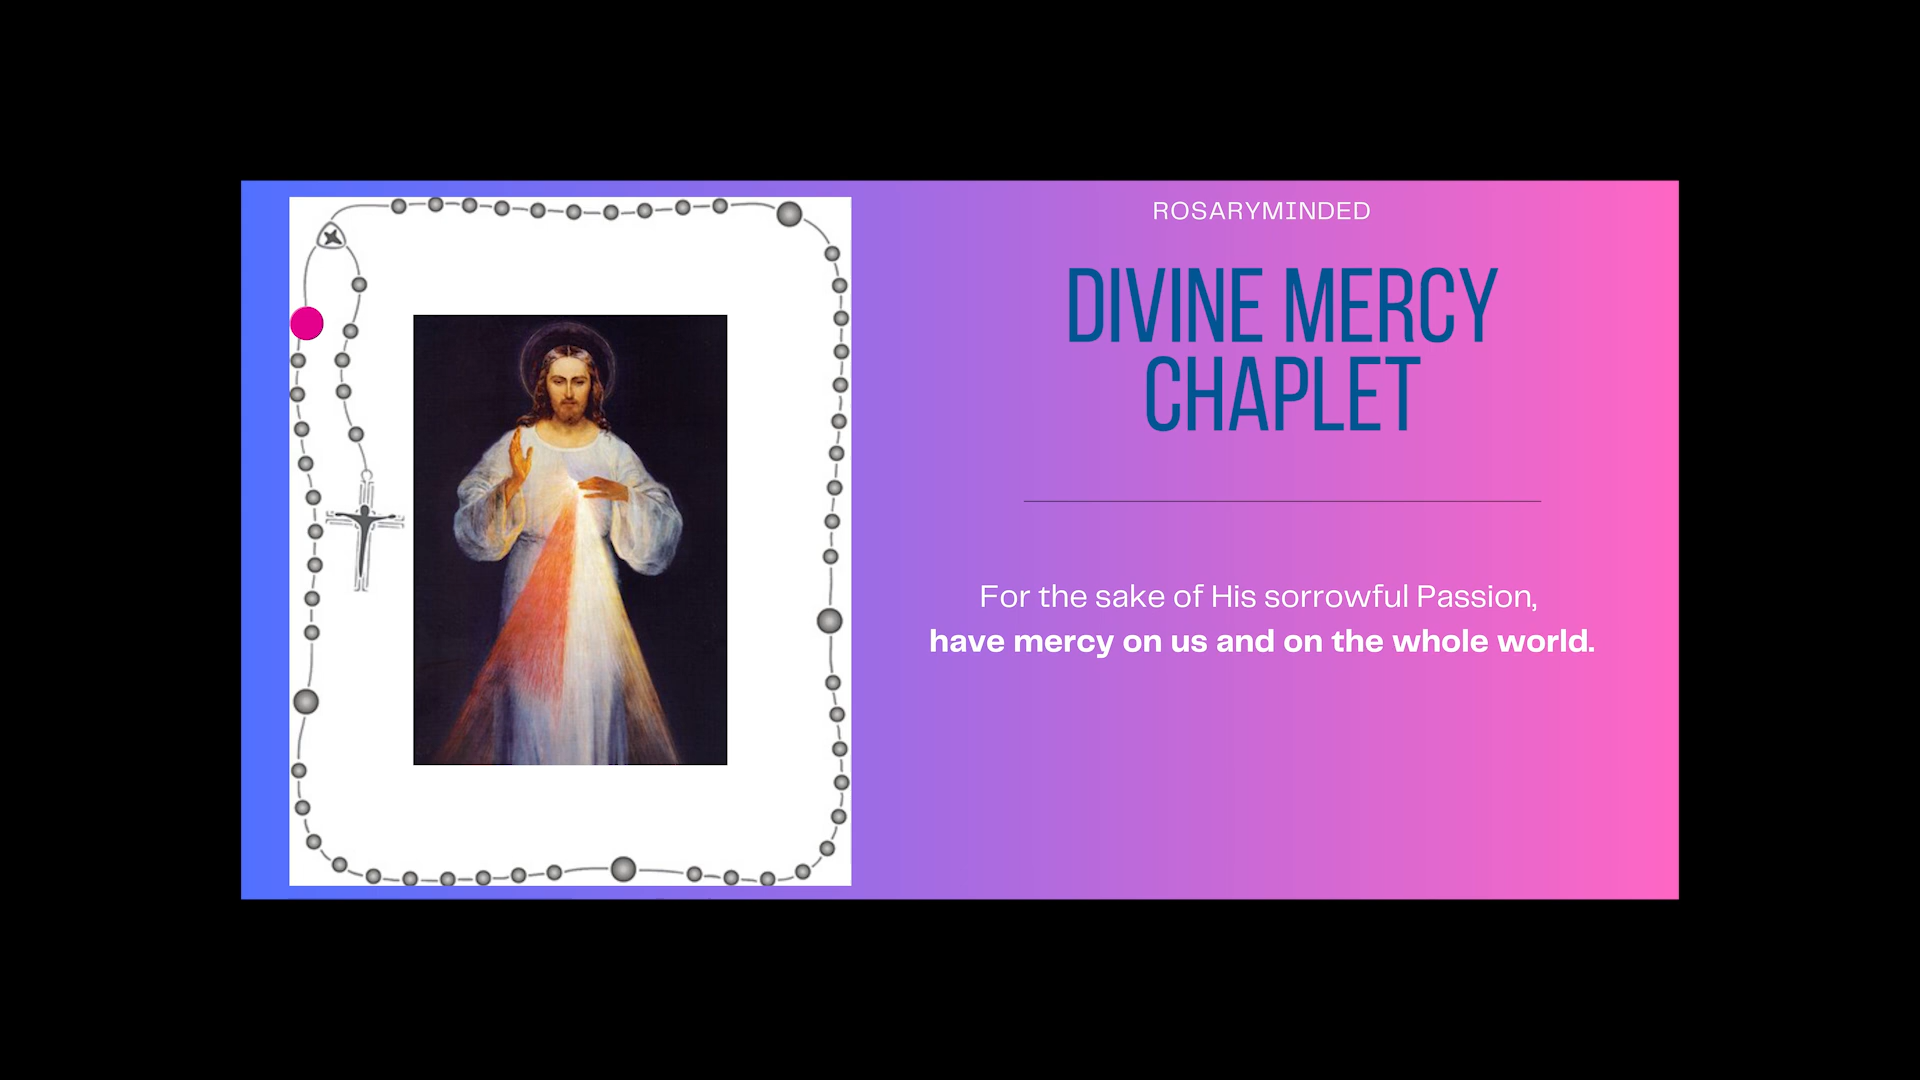 ROSARYMINDED
DIVINE MERCY
CHAPLET
For the sake of His sorrowful Passion,
have mercy on us and on the whole world.